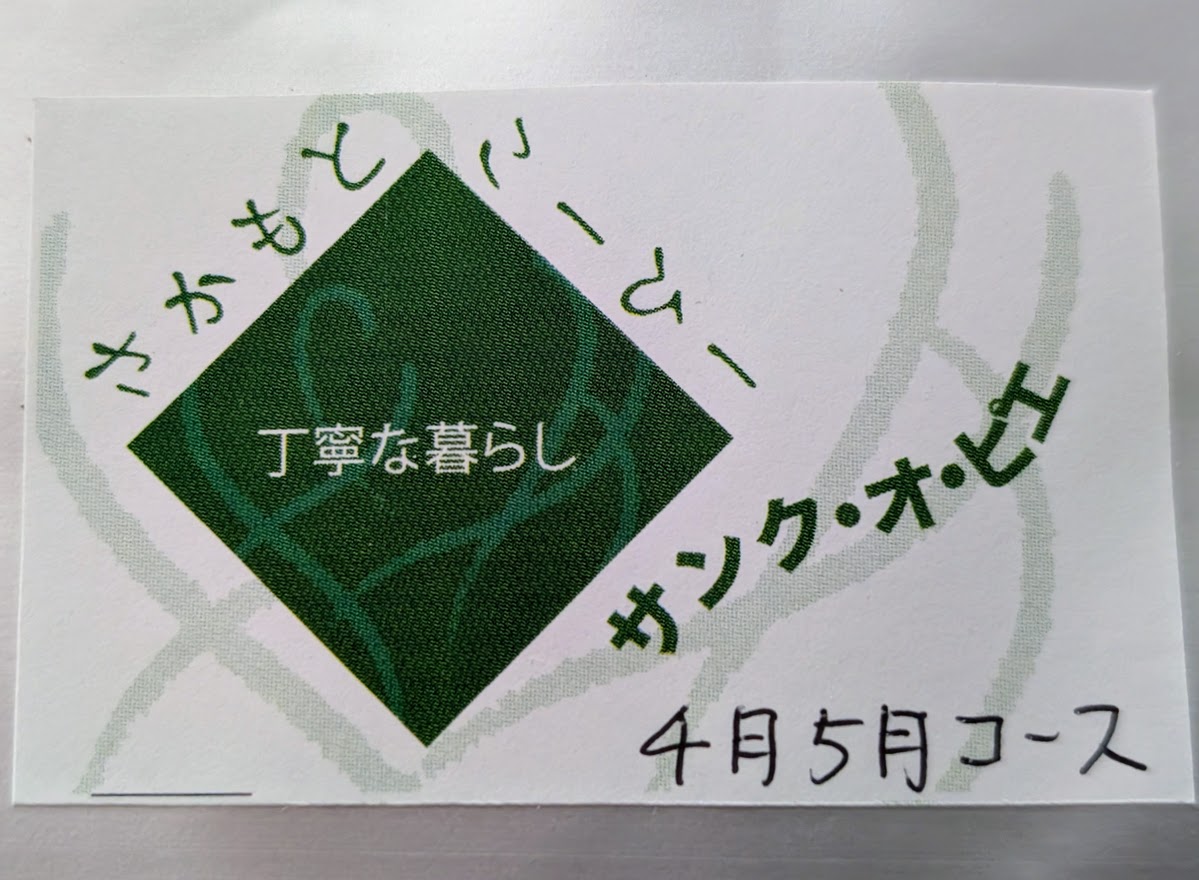 さかもと
こーひー
丁寧な暮らし
サンク・オ・ピエ
4月5月コース